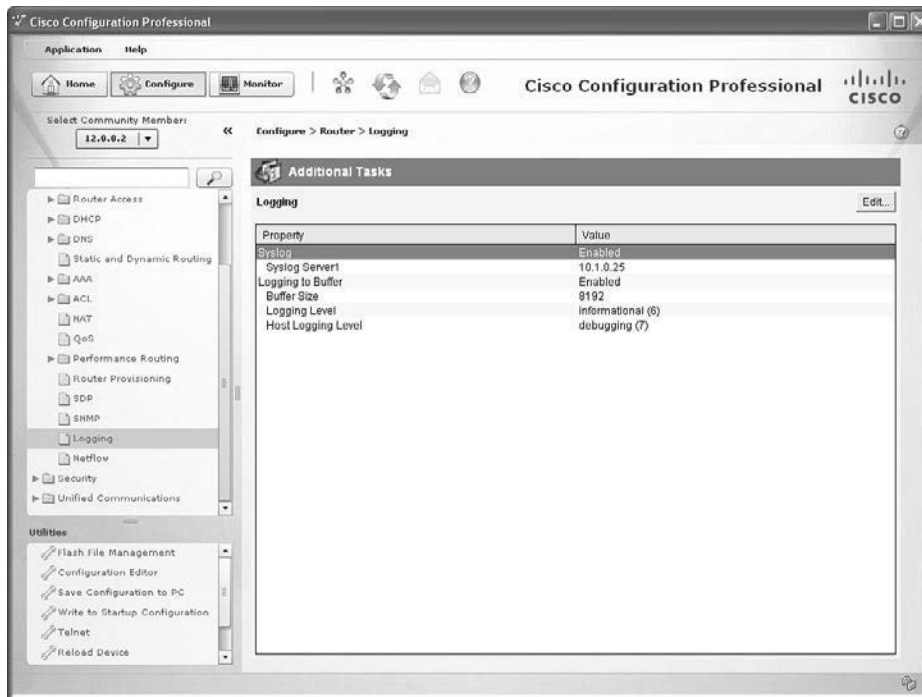 Cisco Configuration Professional
Application Help
Home Configure Monitor Cisco Configuration Professional CISCO
Select Community Member:
12.0.0.2
« Configure > Router > Logging
Additional Tasks
Logging Edit...
Property Value
Syslog Enabled
Syslog Server1 10.1.0.25
Logging to Buffer Enabled
Buffer Size 8192
Logging Level informational (6)
Host Logging Level debugging (7)
Router Access
DHCP
DNS
Static and Dynamic Routing
AAA
ACL
NAT
QoS
Performance Routing
Router Provisioning
SDP
SNMP
Logging
Netflow
Security
Unified Communications
Utilities
Flash File Management
Configuration Editor
Save Configuration to PC
Write to Startup Configuration
Telnet
Reload Device